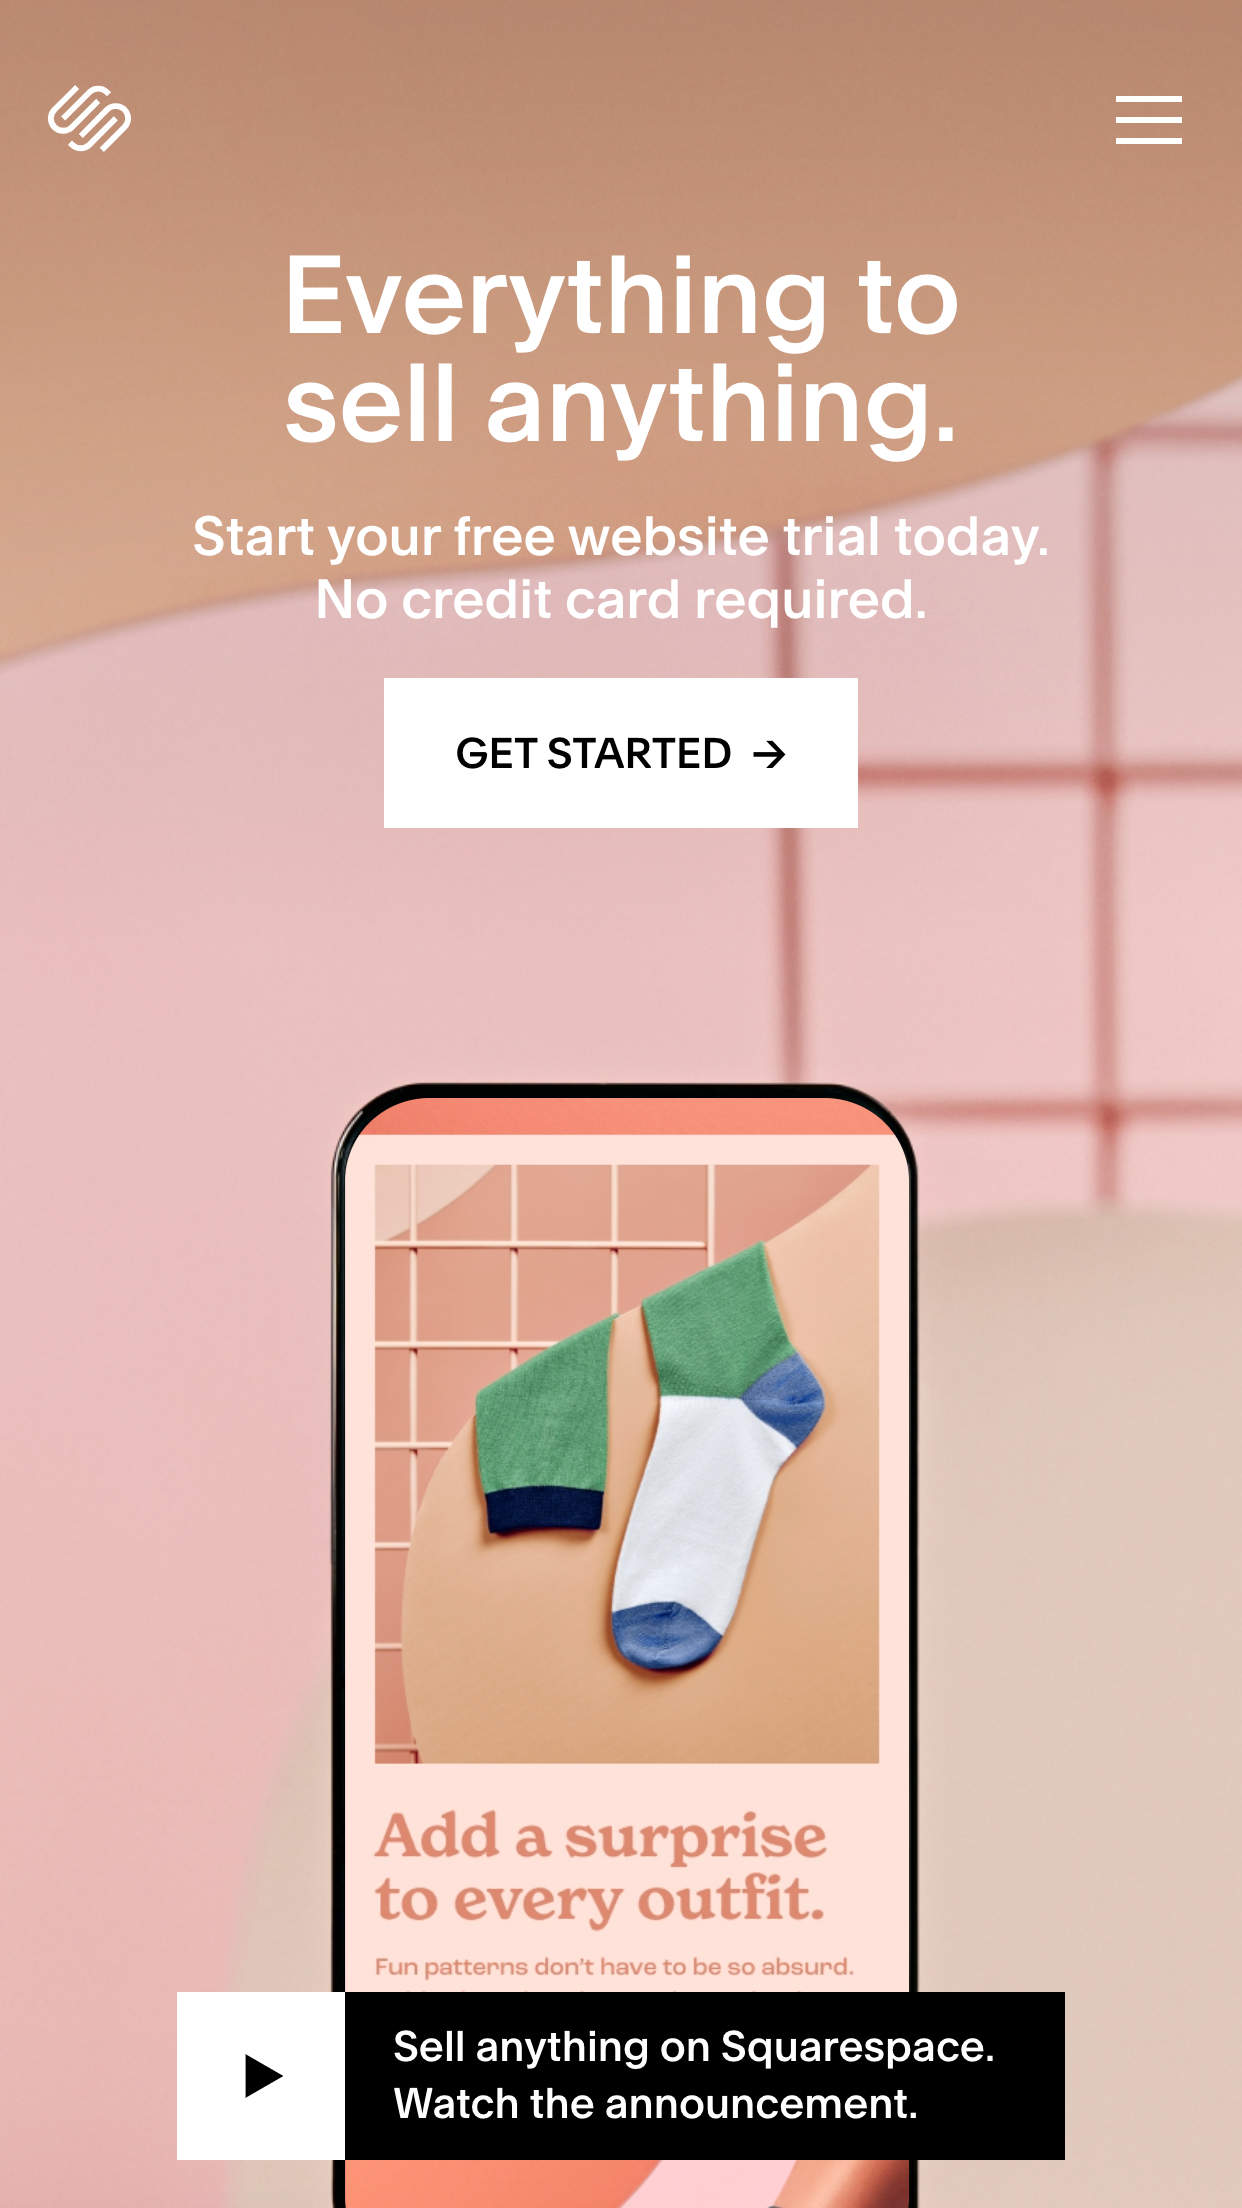 Everything to
sell anything.
Start your free website trial today.
No credit card required.
GET STARTED →
Add a surprise
to every outfit.
Fun patterns don’t have to be so absurd.
Sell anything on Squarespace.
Watch the announcement.